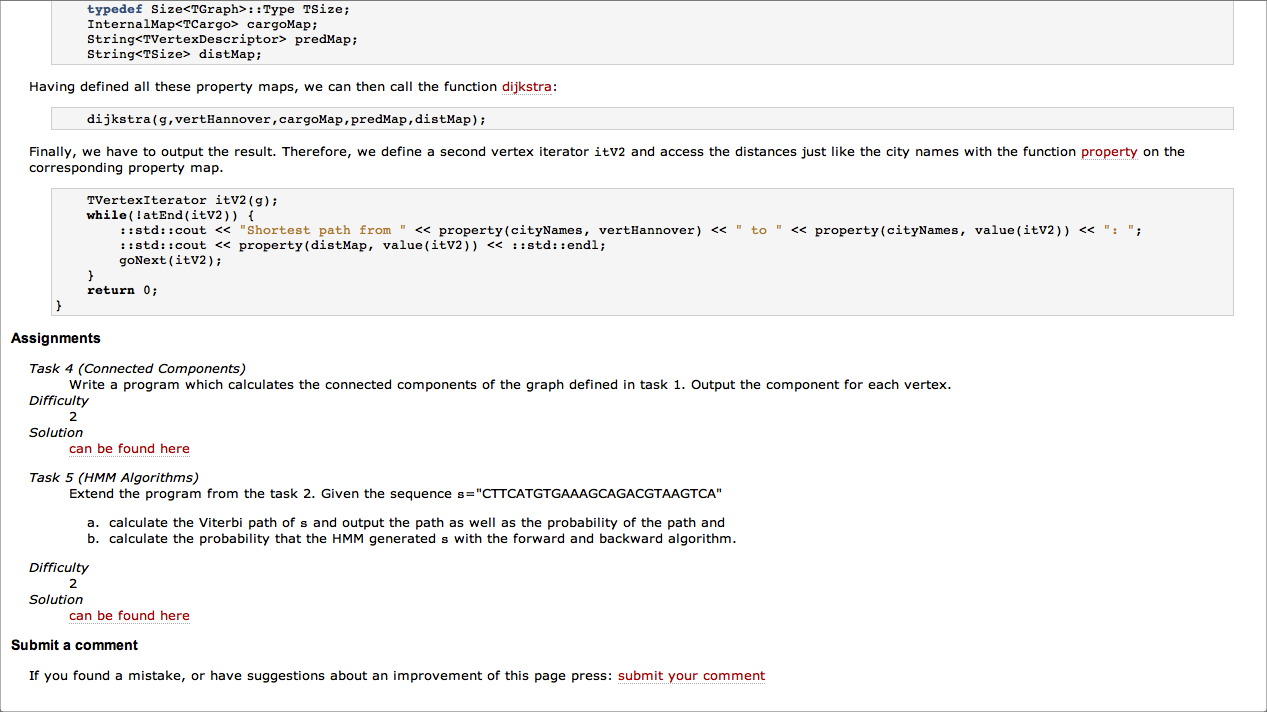 typedef Size<TGraph>::Type TSize;
InternalMap<TCargo> cargoMap;
String<TVertexDescriptor> predMap;
String<TSize> distMap;
Having defined all these property maps, we can then call the function dijkstra:
dijkstra(g,vertHannover,cargoMap,predMap,distMap);
Finally, we have to output the result. Therefore, we define a second vertex iterator itV2 and access the distances just like the city names with the function property on the
corresponding property map.
TVertexIterator itV2(g);
while(!atEnd(itV2)) {
::std::cout << "Shortest path from " << property(cityNames, vertHannover) << " to " << property(cityNames, value(itV2)) << ": ";
::std::cout << property(distMap, value(itV2)) << ::std::endl;
goNext(itV2);
}
return 0;
}
Assignments
Task 4 (Connected Components)
Write a program which calculates the connected components of the graph defined in task 1. Output the component for each vertex.
Difficulty
2
Solution
can be found here
Task 5 (HMM Algorithms)
Extend the program from the task 2. Given the sequence s="CTTCATGTGAAAGCAGACGTAAGTCA"
a. calculate the Viterbi path of s and output the path as well as the probability of the path and
b. calculate the probability that the HMM generated s with the forward and backward algorithm.
Difficulty
2
Solution
can be found here
Submit a comment
If you found a mistake, or have suggestions about an improvement of this page press: submit your comment